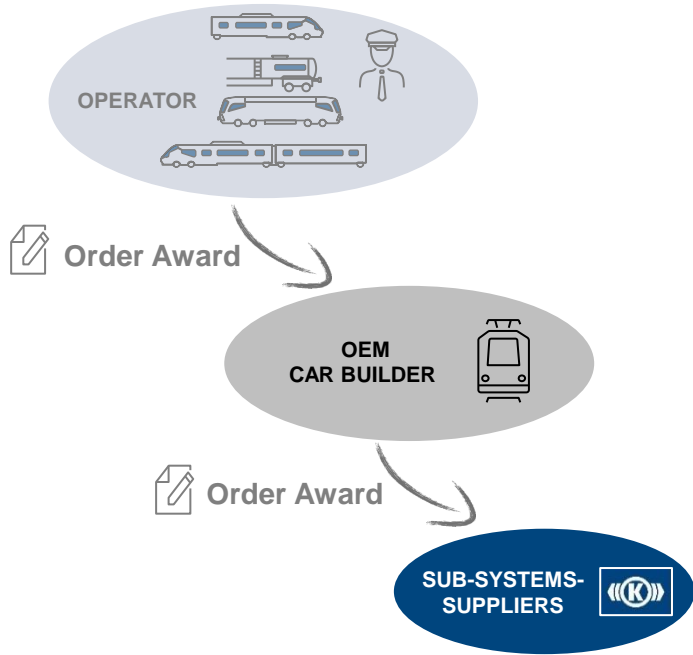 OPERATOR
Order Award
OEM
CAR BUILDER
Order Award
SUB-SYSTEMS-
SUPPLIERS
((K))